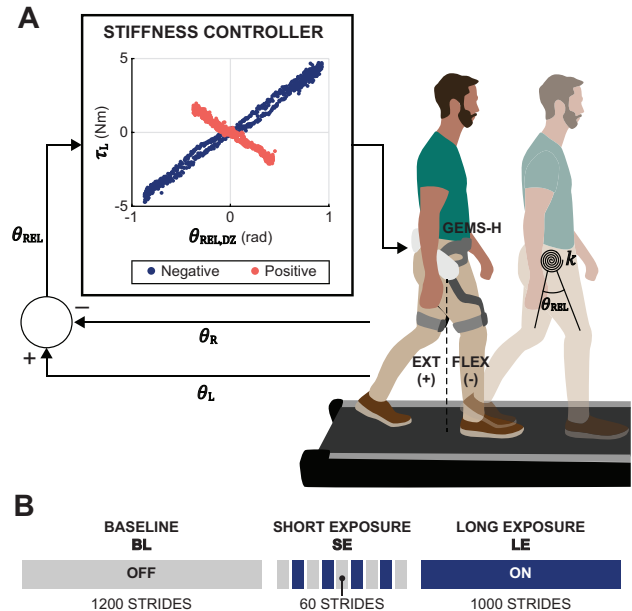 A
STIFFNESS CONTROLLER
5
0
-5
τL (Nm)
-1
0
1
θREL,DZ (rad)
Negative
Positive
θREL
GEMS-H
k
θREL
−
θR
+
θL
EXT
(+)
FLEX
(-)
B
BASELINE
BL
SHORT EXPOSURE
SE
LONG EXPOSURE
LE
OFF
ON
1200 STRIDES
60 STRIDES
1000 STRIDES